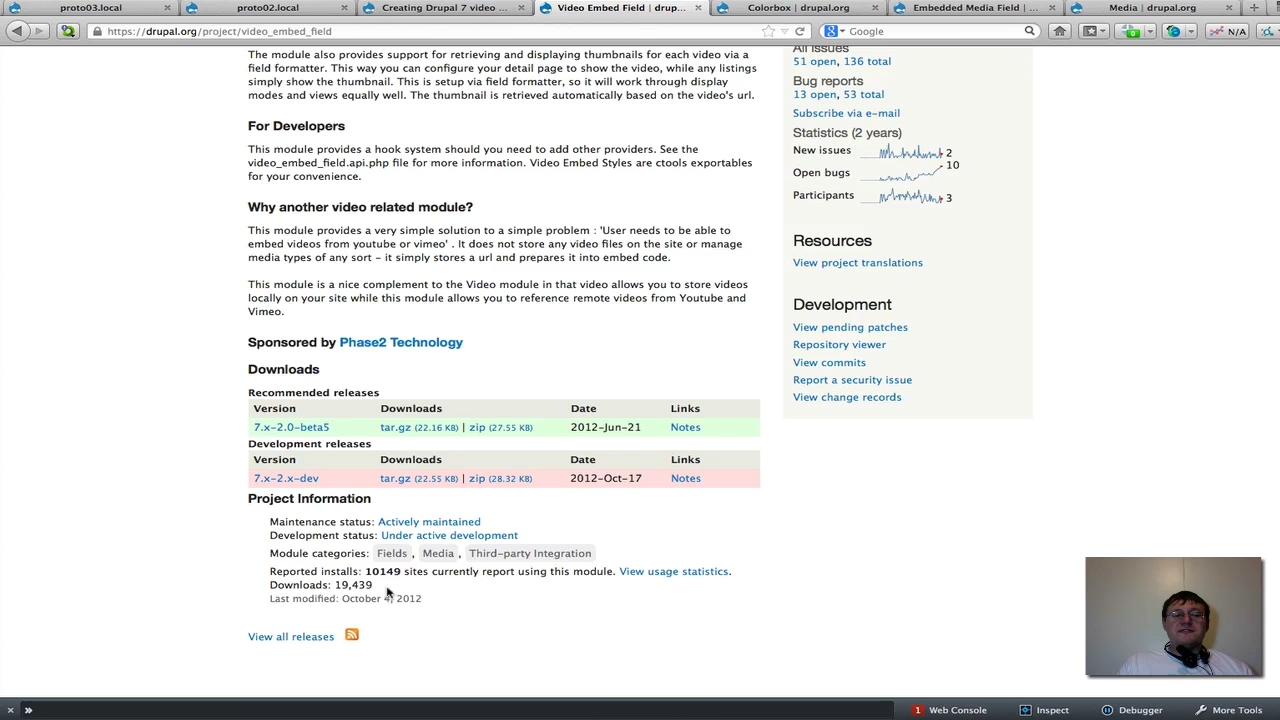 proto03.local
proto02.local
Creating Drupal 7 video ...
Video Embed Field | drup...
Colorbox | drupal.org
Embedded Media Field | ...
Media | drupal.org
https://drupal.org/project/video_embed_field
Google
N/A
The module also provides support for retrieving and displaying thumbnails for each video via a
field formatter. This way you can configure your detail page to show the video, while any listings
simply show the thumbnail. This is setup via field formatter, so it will work through display
modes and views equally well. The thumbnail is retrieved automatically based on the video's url.
For Developers
This module provides a hook system should you need to add other providers. See the
video_embed_field.api.php file for more information. Video Embed Styles are ctools exportables
for your convenience.
Why another video related module?
This module provides a very simple solution to a simple problem : 'User needs to be able to
embed videos from youtube or vimeo' . It does not store any video files on the site or manage
media types of any sort - it simply stores a url and prepares it into embed code.
This module is a nice complement to the Video module in that video allows you to store videos
locally on your site while this module allows you to reference remote videos from Youtube and
Vimeo.
Sponsored by Phase2 Technology
Downloads
Recommended releases
Version Downloads Date Links
7.x-2.0-beta5 tar.gz (22.16 KB) | zip (27.55 KB) 2012-Jun-21 Notes
Development releases
Version Downloads Date Links
7.x-2.x-dev tar.gz (22.55 KB) | zip (28.32 KB) 2012-Oct-17 Notes
Project Information
Maintenance status: Actively maintained
Development status: Under active development
Module categories: Fields , Media , Third-party Integration
Reported installs: 10149 sites currently report using this module. View usage statistics.
Downloads: 19,439
Last modified: October 4, 2012
View all releases
All issues
51 open, 136 total
Bug reports
13 open, 53 total
Subscribe via e-mail
Statistics (2 years)
New issues 2
Open bugs 10
Participants 3
Resources
View project translations
Development
View pending patches
Repository viewer
View commits
Report a security issue
View change records
1 Web Console
Inspect
Debugger
More Tools